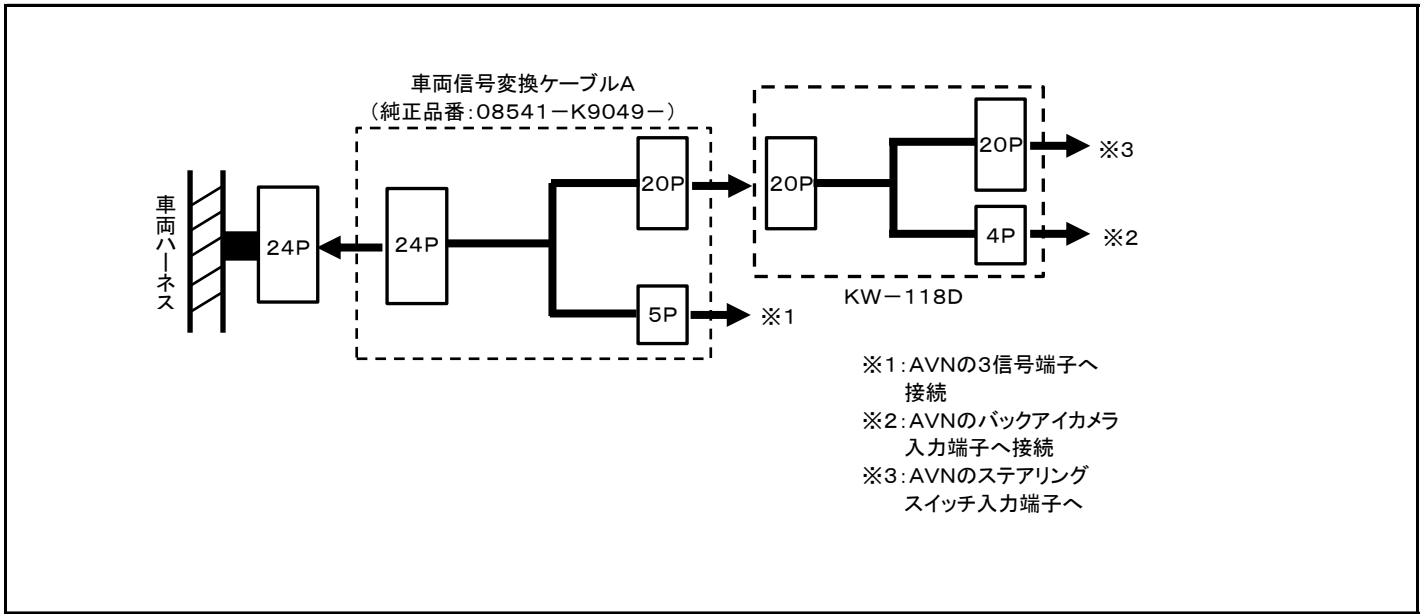 車両信号変換ケーブルA
（純正品番：08541－K9049－）
車両ハーネス
24P
24P
20P
5P
※1
20P
20P
4P
※3
※2
KW－118D
※1：AVNの3信号端子へ
接続
※2：AVNのバックアイカメラ
入力端子へ接続
※3：AVNのステアリング
スイッチ入力端子へ